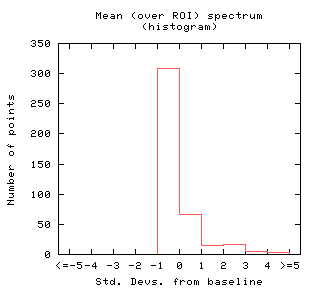 Mean (over ROI) spectrum
(histogram)
350
300
250
200
150
100
50
0
Number of points
<=-5 -4 -3 -2 -1 0 1 2 3 4 >=5
Std. Devs. from baseline